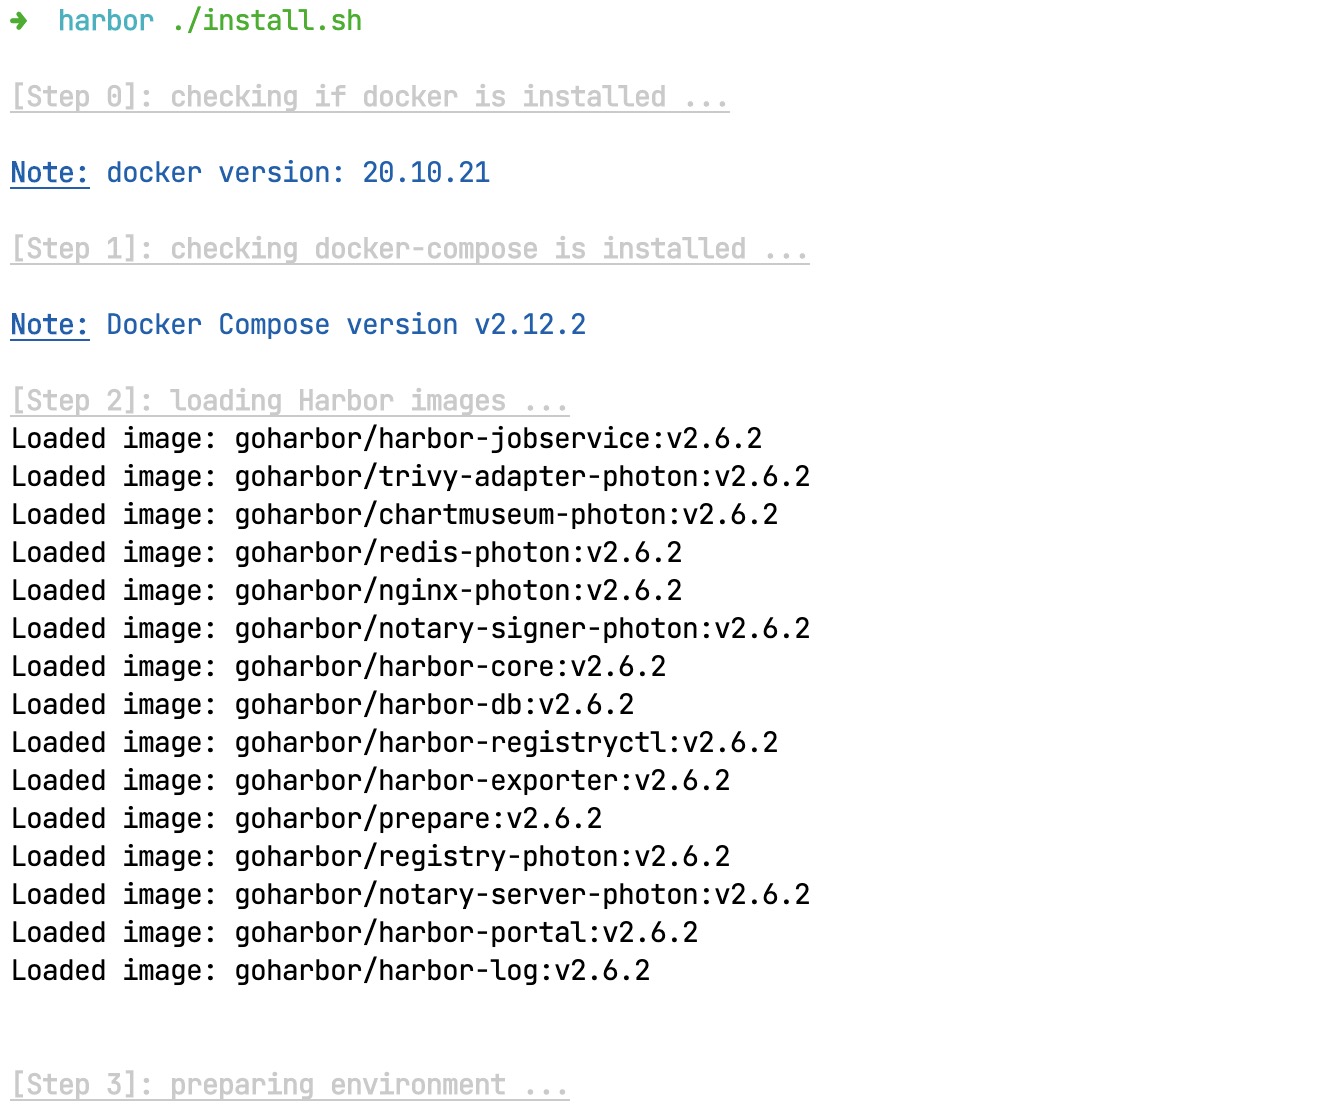 ➜ harbor ./install.sh
[Step 0]: checking if docker is installed ...
Note: docker version: 20.10.21
[Step 1]: checking docker-compose is installed ...
Note: Docker Compose version v2.12.2
[Step 2]: loading Harbor images ...
Loaded image: goharbor/harbor-jobservice:v2.6.2
Loaded image: goharbor/trivy-adapter-photon:v2.6.2
Loaded image: goharbor/chartmuseum-photon:v2.6.2
Loaded image: goharbor/redis-photon:v2.6.2
Loaded image: goharbor/nginx-photon:v2.6.2
Loaded image: goharbor/notary-signer-photon:v2.6.2
Loaded image: goharbor/harbor-core:v2.6.2
Loaded image: goharbor/harbor-db:v2.6.2
Loaded image: goharbor/harbor-registryctl:v2.6.2
Loaded image: goharbor/harbor-exporter:v2.6.2
Loaded image: goharbor/prepare:v2.6.2
Loaded image: goharbor/registry-photon:v2.6.2
Loaded image: goharbor/notary-server-photon:v2.6.2
Loaded image: goharbor/harbor-portal:v2.6.2
Loaded image: goharbor/harbor-log:v2.6.2
[Step 3]: preparing environment ...